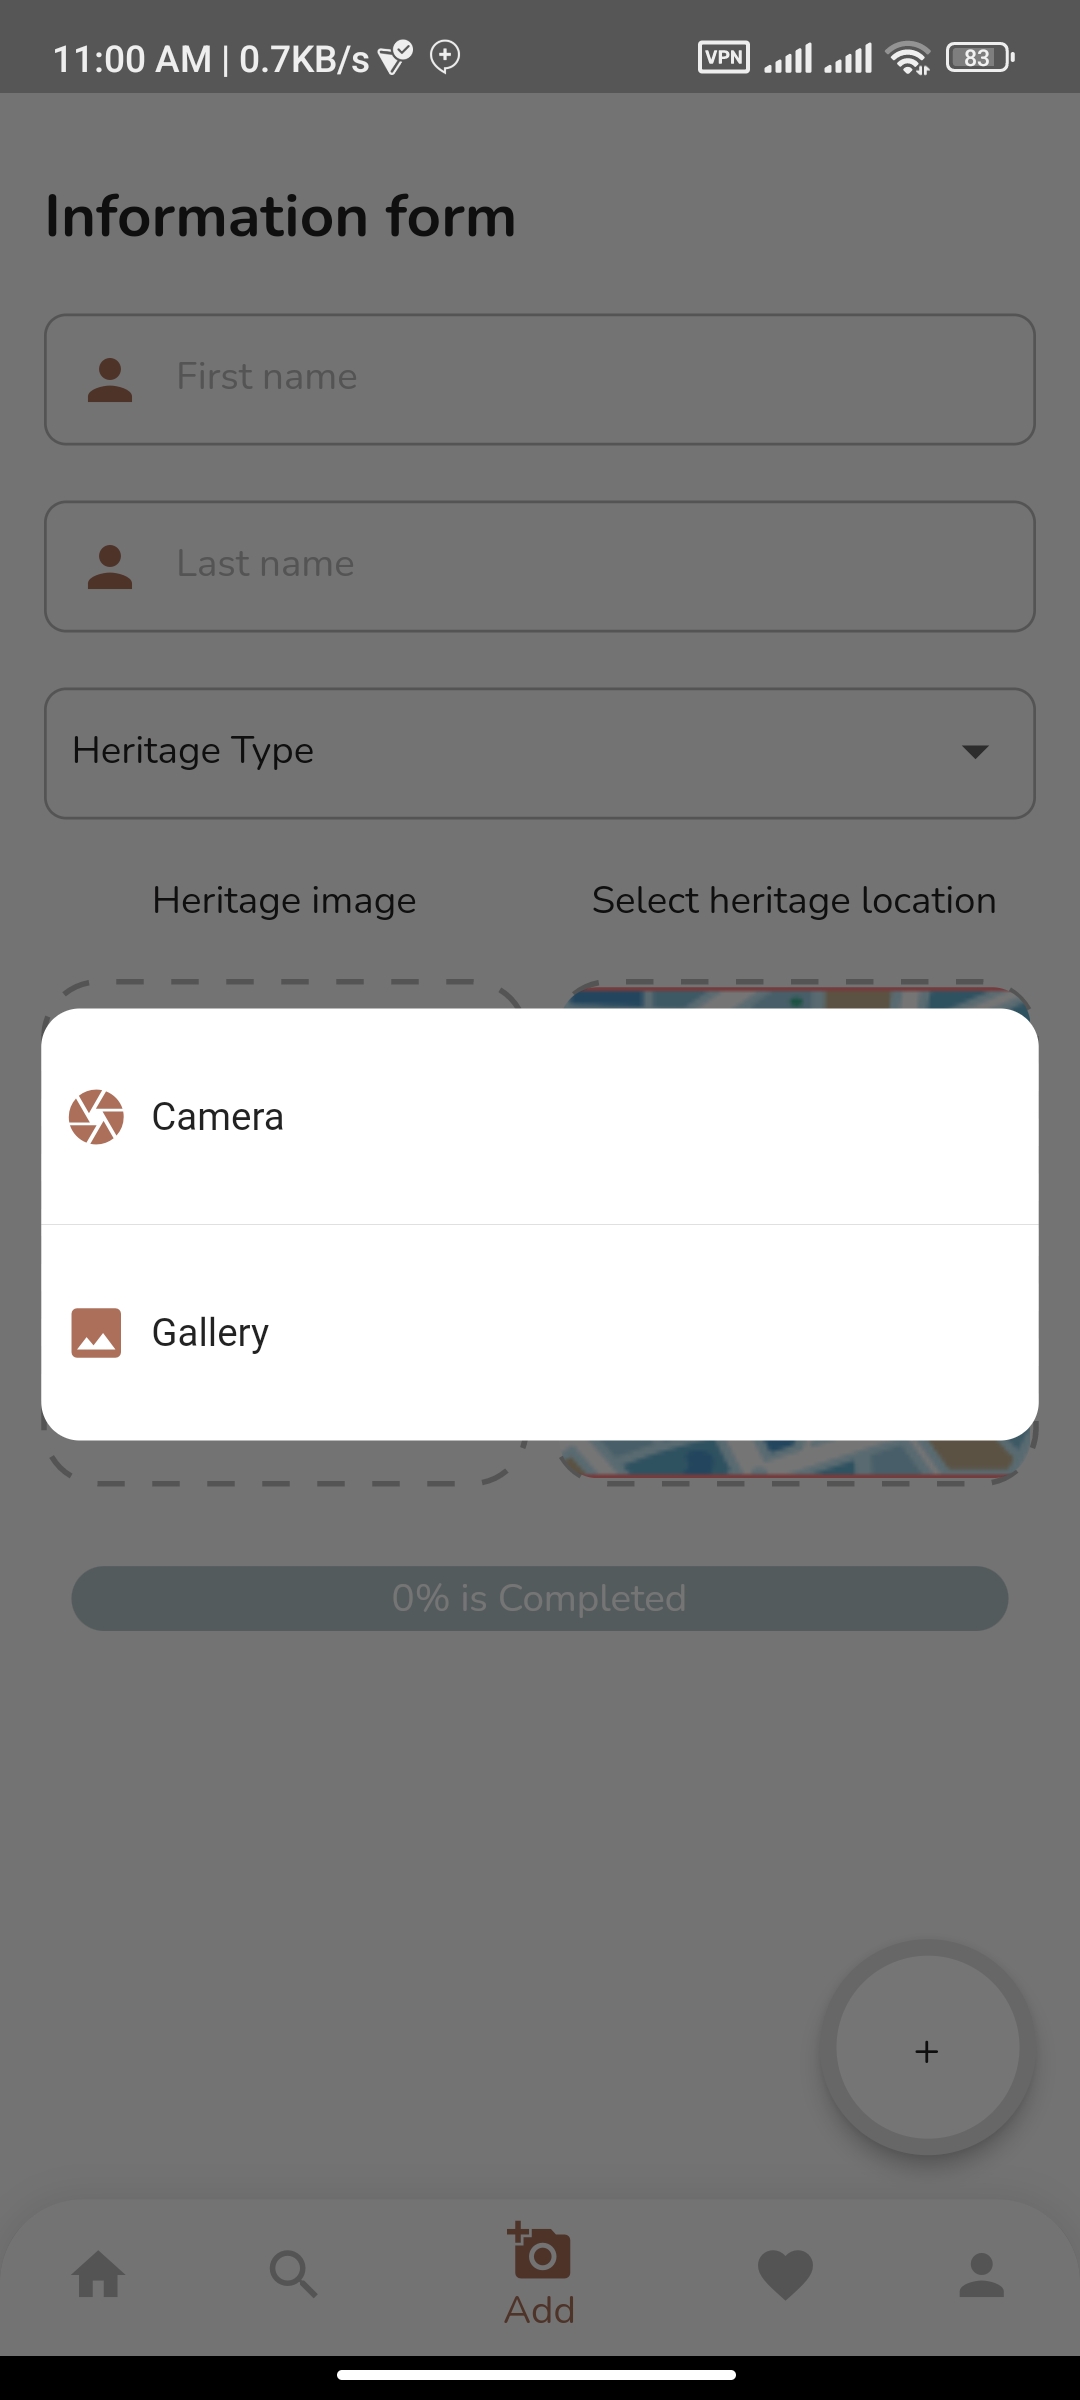 11:00 AM | 0.7KB/s VPN 83
Information form
First name
Last name
Heritage Type
Heritage image Select heritage location
Camera
Gallery
0% is Completed
+
Add